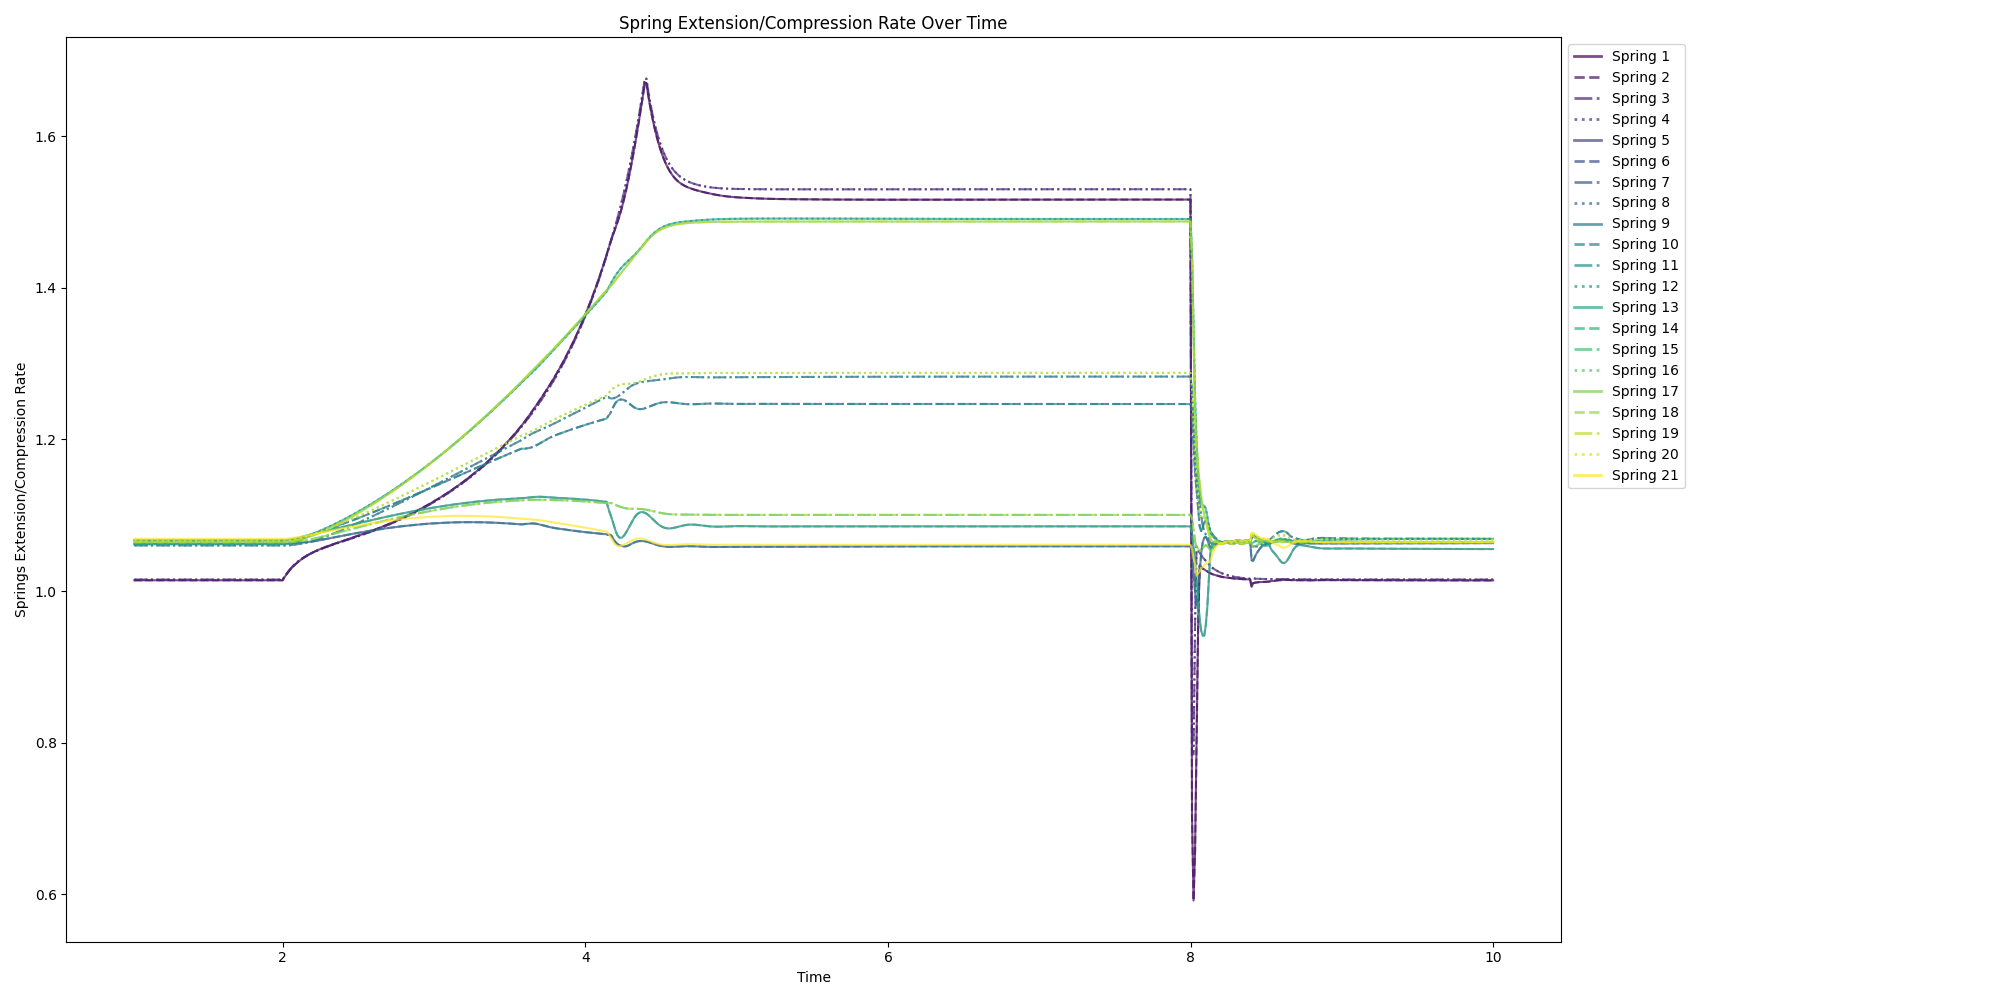 Spring Extension/Compression Rate Over Time
Springs Extension/Compression Rate
1.6
1.4
1.2
1.0
0.8
0.6
2
4
6
8
10
Time
Spring 1
Spring 2
Spring 3
Spring 4
Spring 5
Spring 6
Spring 7
Spring 8
Spring 9
Spring 10
Spring 11
Spring 12
Spring 13
Spring 14
Spring 15
Spring 16
Spring 17
Spring 18
Spring 19
Spring 20
Spring 21